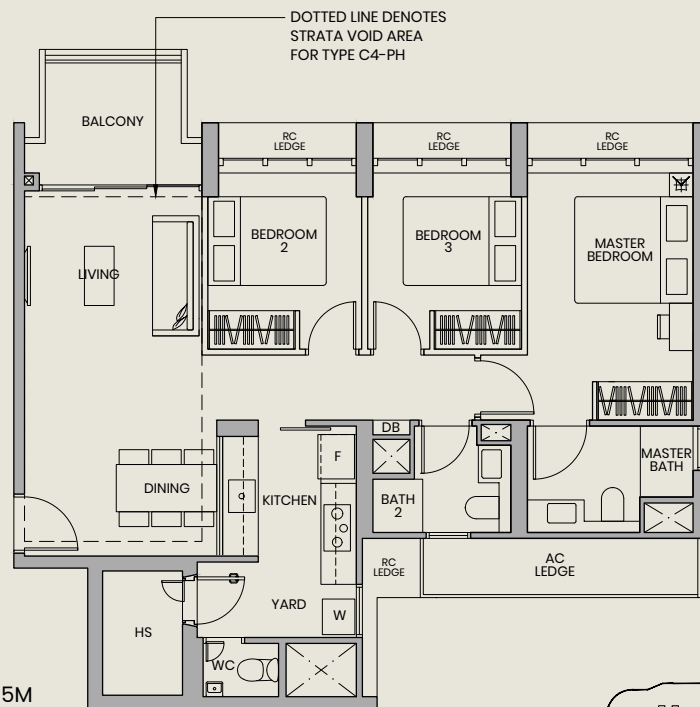 DOTTED LINE DENOTES
STRATA VOID AREA
FOR TYPE C4-PH
BALCONY
RC
LEDGE
RC
LEDGE
RC
LEDGE
BEDROOM
2
BEDROOM
3
MASTER
BEDROOM
LIVING
DB
F
MASTER
BATH
DINING
KITCHEN
BATH
2
RC
LEDGE
AC
LEDGE
YARD
W
HS
WC
5M